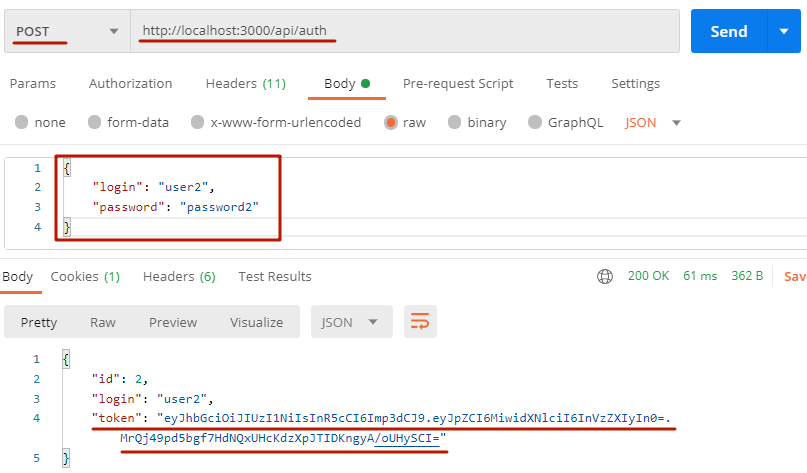 POST http://localhost:3000/api/auth Send
Params Authorization Headers (11) Body Pre-request Script Tests Settings
none form-data x-www-form-urlencoded raw binary GraphQL JSON
1 {
2 "login": "user2",
3 "password": "password2"
4 }
Body Cookies (1) Headers (6) Test Results 200 OK 61 ms 362 B Sav
Pretty Raw Preview Visualize JSON
1 {
2 "id": 2,
3 "login": "user2",
4 "token": "eyJhbGciOiJIUzI1NiIsInR5cCI6Imp3dCJ9.eyJpZCI6MiwidXNlciI6InVzZXIyIn0=.
MrQj49pd5bgf7HdNQxUHcKdzXpJTIDKngyA/oUHySCI="
5 }